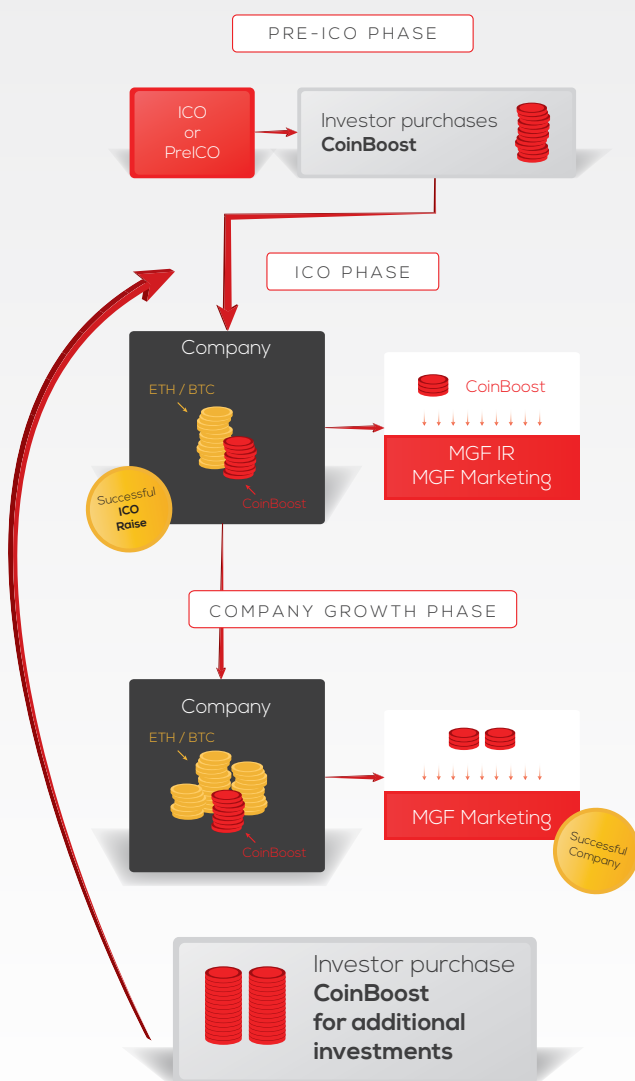 PRE-ICO PHASE
ICO
or
PreICO
Investor purchases
CoinBoost
ICO PHASE
Company
ETH / BTC
CoinBoost
Successful
ICO
Raise
CoinBoost
MGF IR
MGF Marketing
COMPANY GROWTH PHASE
Company
ETH / BTC
CoinBoost
MGF Marketing
Successful
Company
Investor purchase
CoinBoost
for additional
investments